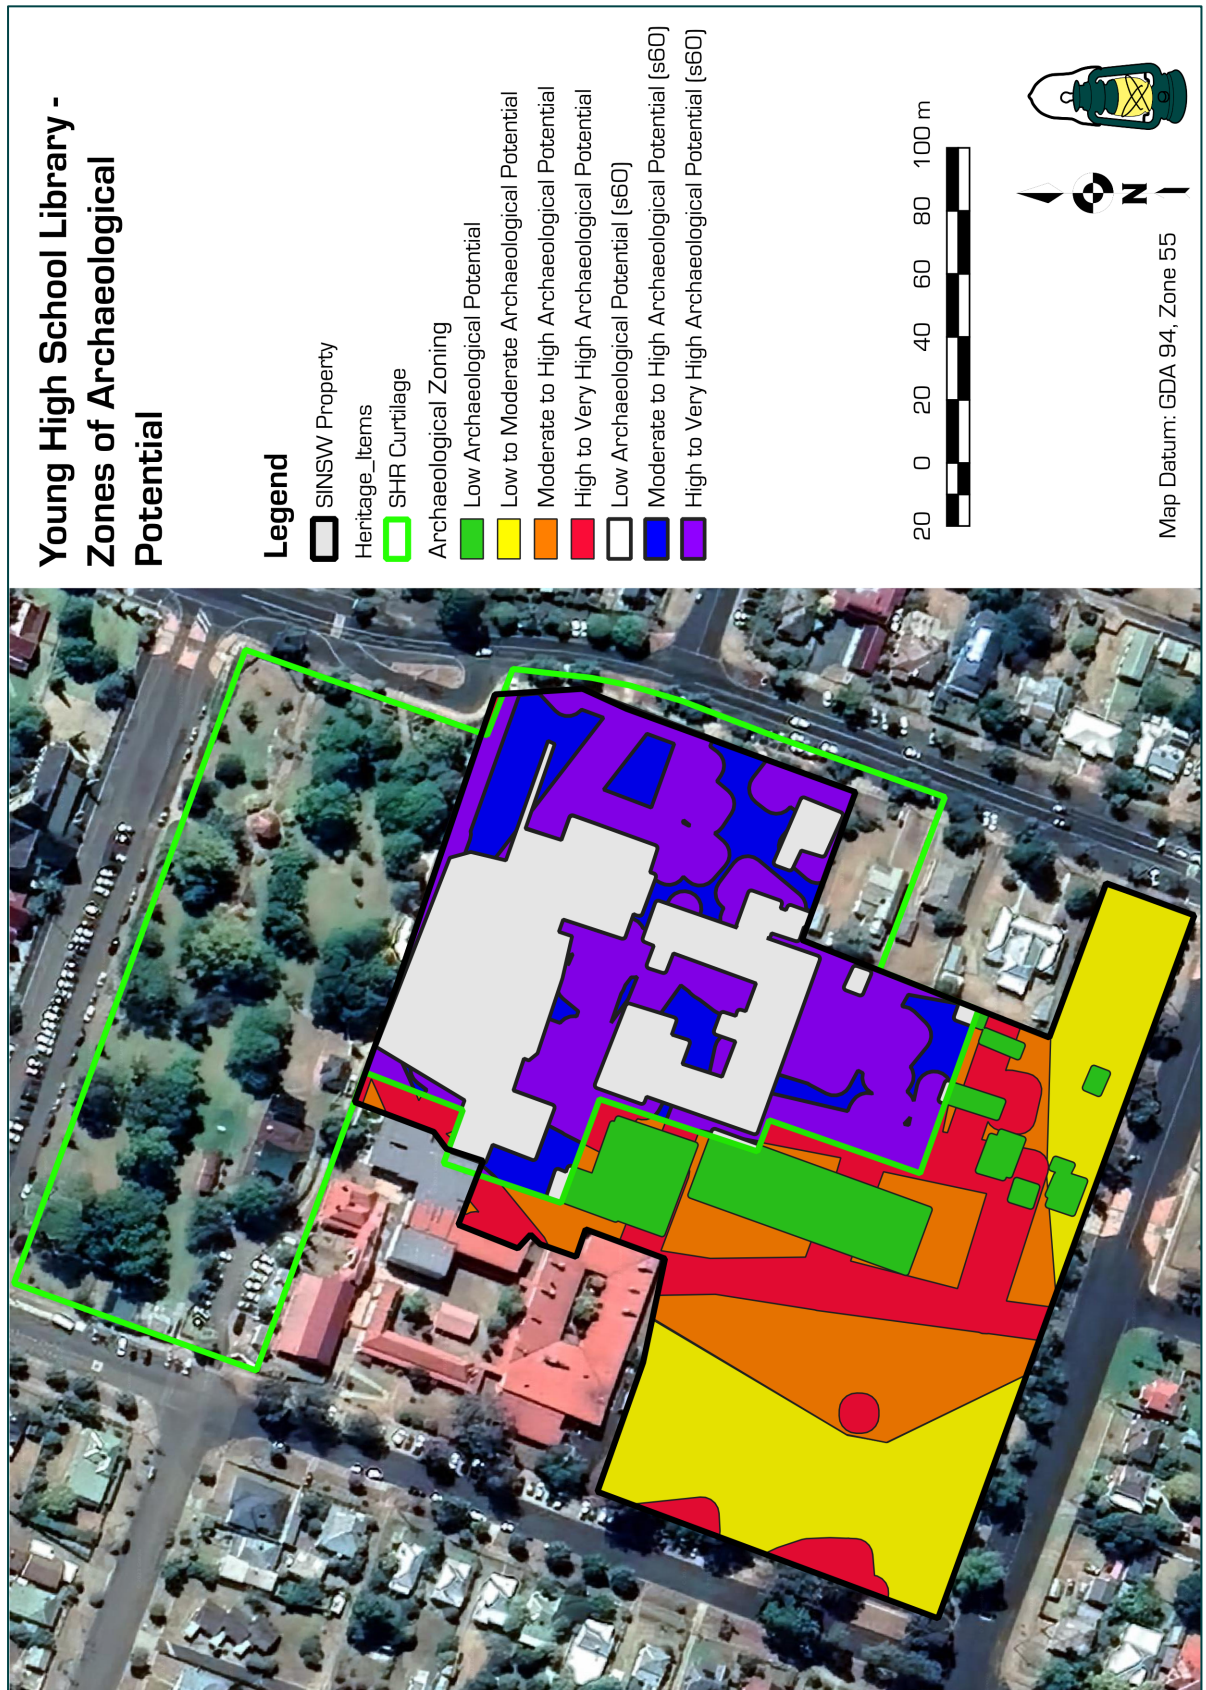 Young High School Library -
Zones of Archaeological
Potential
Legend
SINSW Property
Heritage_Items
SHR Curtilage
Archaeological Zoning
Low Archaeological Potential
Low to Moderate Archaeological Potential
Moderate to High Archaeological Potential
High to Very High Archaeological Potential
Low Archaeological Potential (s60)
Moderate to High Archaeological Potential (s60)
High to Very High Archaeological Potential (s60)
20 0 20 40 60 80 100 m
N
Map Datum: GDA 94, Zone 55